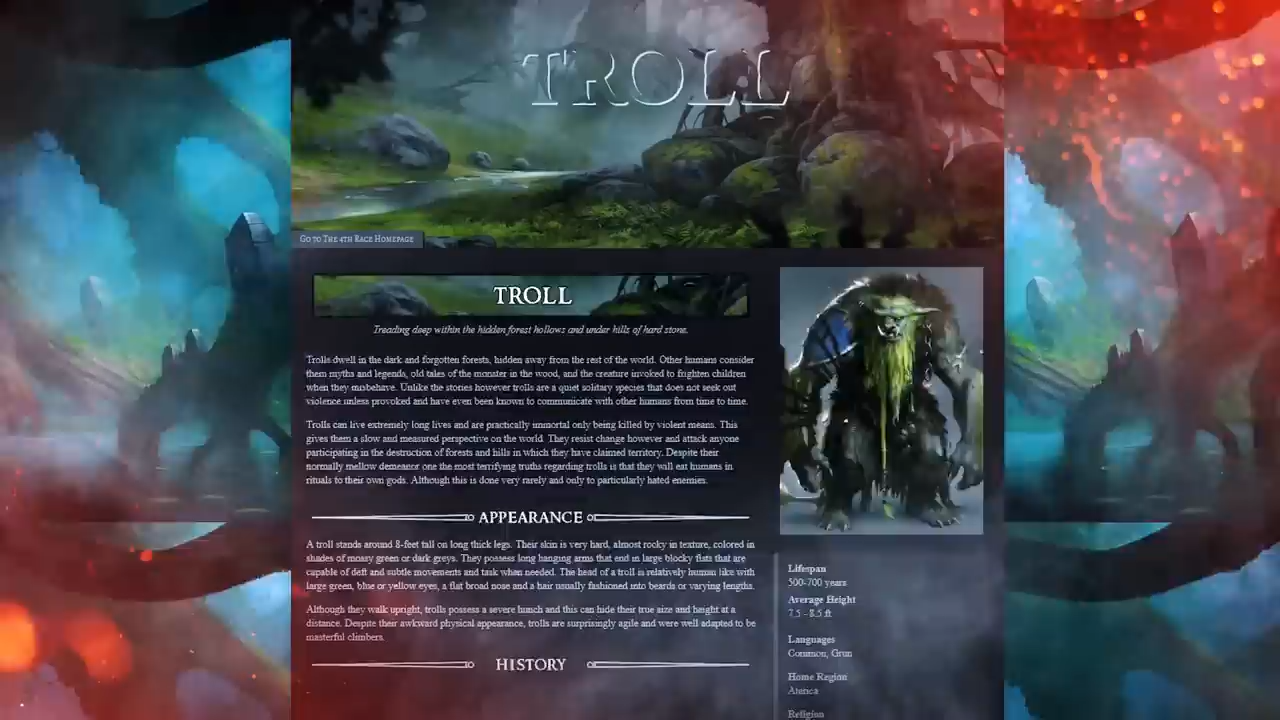 TROLL
Go to The 4th Race Homepage
TROLL
Treading deep within the hidden forest hollows and under hills of hard stone.
Trolls dwell in the dark and forgotten forests, hidden away from the rest of the world. Other humans consider
them myths and legends, old tales of the monster in the wood, and the creature invoked to frighten children
when they misbehave. Unlike the stories however trolls are a quiet solitary species that does not seek out
violence unless provoked and have even been known to communicate with other humans from time to time.
Trolls can live extremely long lives and are practically immortal only being killed by violent means. This
gives them a slow and measured perspective on the world. They resist change however and attack anyone
participating in the destruction of forests and hills in which they have claimed territory. Despite their
normally mellow demeanor one the most terrifying truths regarding trolls is that they will eat humans in
rituals to their own gods. Although this is done very rarely and only to particularly hated enemies.
APPEARANCE
A troll stands around 8-feet tall on long thick legs. Their skin is very hard, almost rocky in texture, colored in
shades of mossy green or dark greys. They possess long hanging arms that end in large blocky fists that are
capable of deft and subtle movements and task when needed. The head of a troll is relatively human like with
large green, blue or yellow eyes, a flat broad nose and a hair usually fashioned into beards or varying lengths.
Although they walk upright, trolls possess a severe hunch and this can hide their true size and height at a
distance. Despite their awkward physical appearance, trolls are surprisingly agile and were well adapted to be
masterful climbers.
HISTORY
Lifespan
500-700 years
Average Height
7.5 - 8.5 ft
Languages
Common, Grun
Home Region
Aterica
Religion